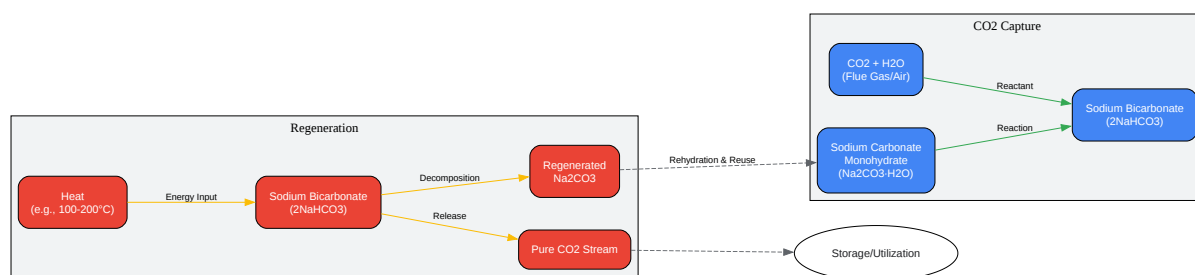 CO2 Capture
CO2 + H2O
(Flue Gas/Air)
Reactant
Sodium Bicarbonate
(2NaHCO3)
Reaction
Sodium Carbonate
Monohydrate
(Na2CO3·H2O)
Regeneration
Heat
(e.g., 100-200°C)
Energy Input
Sodium Bicarbonate
(2NaHCO3)
Decomposition
Regenerated
Na2CO3
Rehydration & Reuse
Release
Pure CO2 Stream
Storage/Utilization